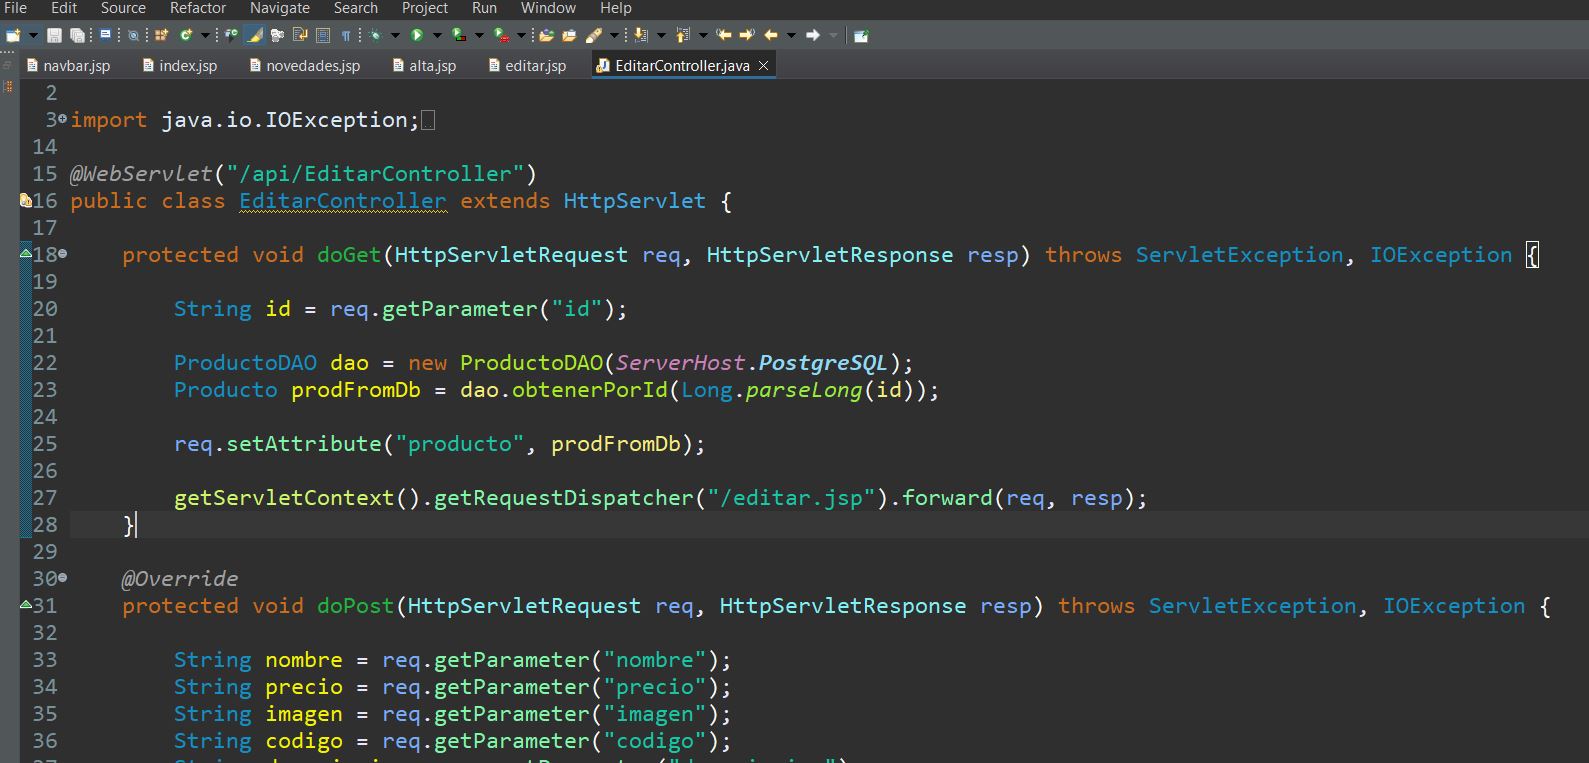 File Edit Source Refactor Navigate Search Project Run Window Help
navbar.jsp index.jsp novedades.jsp alta.jsp editar.jsp EditarController.java
2
3 import java.io.IOException;
14
15 @WebServlet("/api/EditarController")
16 public class EditarController extends HttpServlet {
17
18 protected void doGet(HttpServletRequest req, HttpServletResponse resp) throws ServletException, IOException {
19
20 String id = req.getParameter("id");
21
22 ProductoDAO dao = new ProductoDAO(ServerHost.PostgreSQL);
23 Producto prodFromDb = dao.obtenerPorId(Long.parseLong(id));
24
25 req.setAttribute("producto", prodFromDb);
26
27 getServletContext().getRequestDispatcher("/editar.jsp").forward(req, resp);
28 }
29
30 @Override
31 protected void doPost(HttpServletRequest req, HttpServletResponse resp) throws ServletException, IOException {
32
33 String nombre = req.getParameter("nombre");
34 String precio = req.getParameter("precio");
35 String imagen = req.getParameter("imagen");
36 String codigo = req.getParameter("codigo");